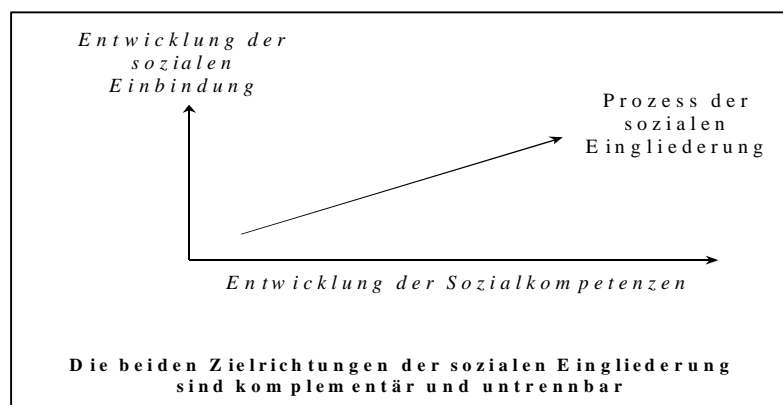 Entwicklung der
sozialen
Einbindung
Prozess der
sozialen
Eingliederung
Entwicklung der Sozialkompetenzen
Die beiden Zielrichtungen der sozialen Eingliederung
sind komplementär und untrennbar